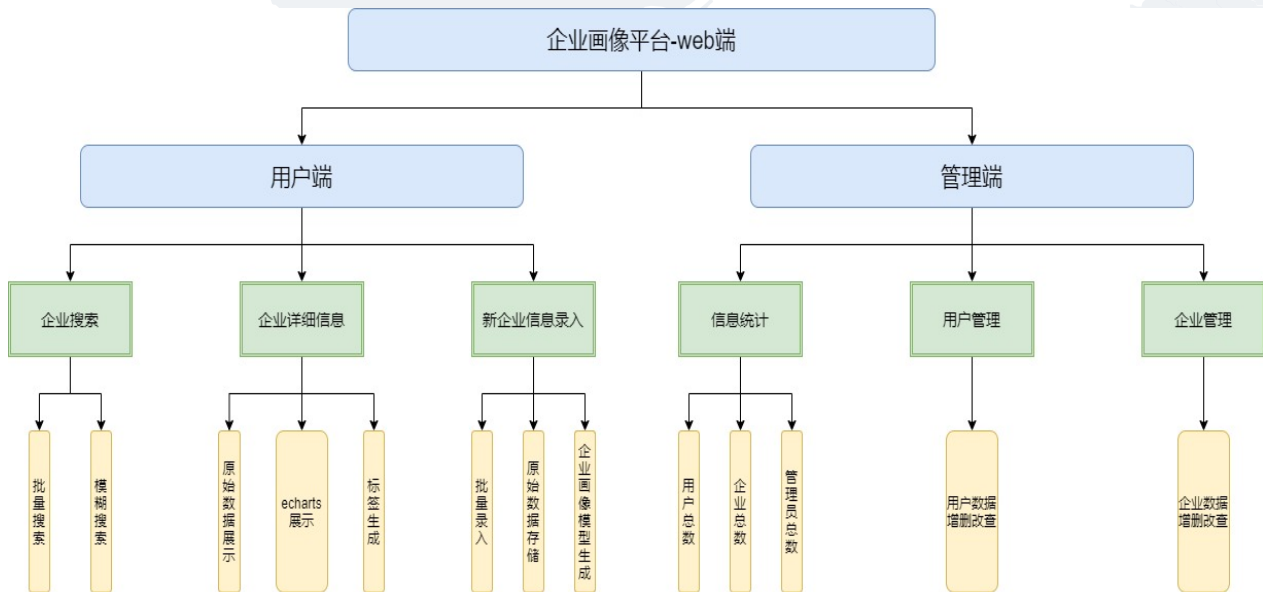 企业画像平台-web端
用户端
管理端
企业搜索
企业详细信息
新企业信息录入
信息统计
用户管理
企业管理
批量搜索
模糊搜索
原始数据展示
echarts
展示
标签生成
批量录入
原始数据存储
企业画像模型生成
用户总数
企业总数
管理员总数
用户数据
增删改查
企业数据
增删改查